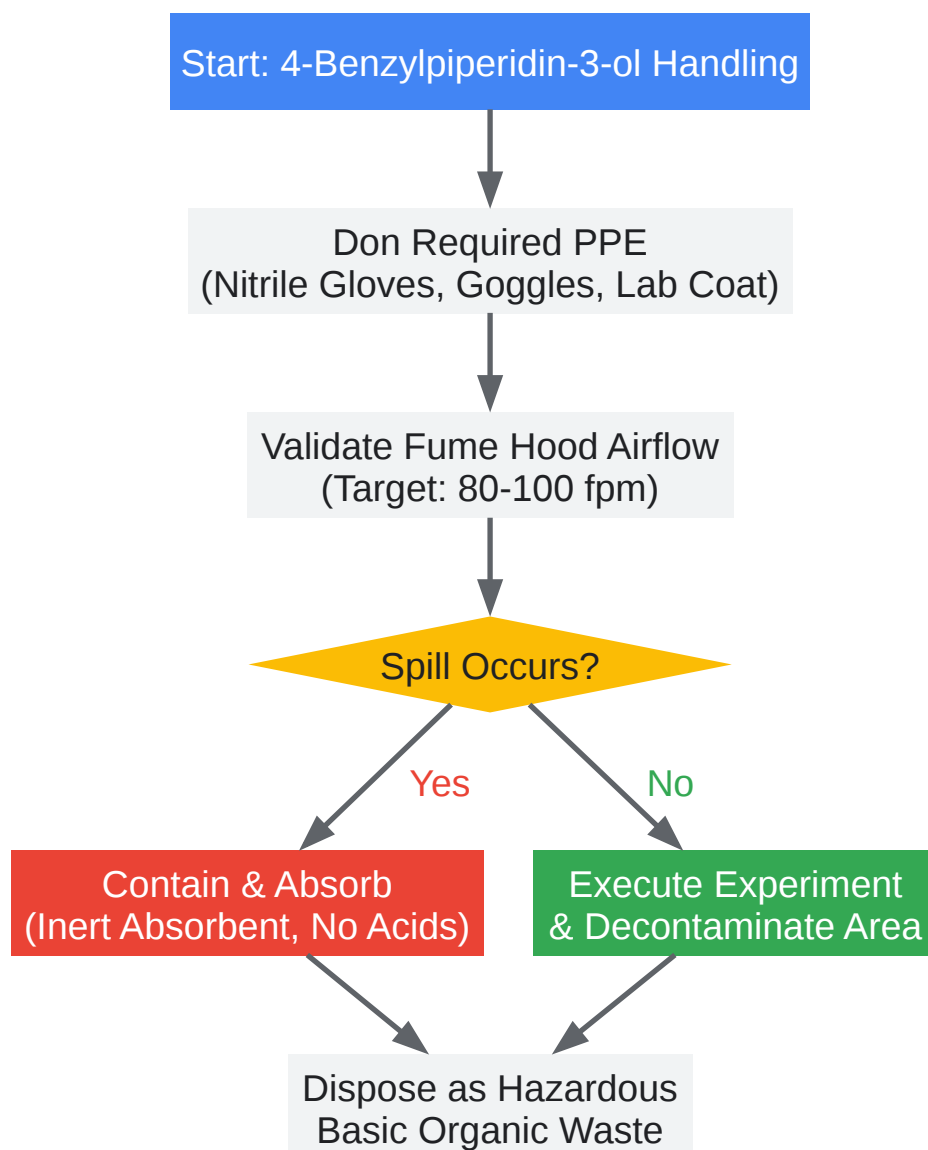 Start: 4-Benzylpiperidin-3-ol Handling
Don Required PPE
(Nitrile Gloves, Goggles, Lab Coat)
Validate Fume Hood Airflow
(Target: 80-100 fpm)
Spill Occurs?
Yes
No
Contain & Absorb
(Inert Absorbent, No Acids)
Execute Experiment
& Decontaminate Area
Dispose as Hazardous
Basic Organic Waste